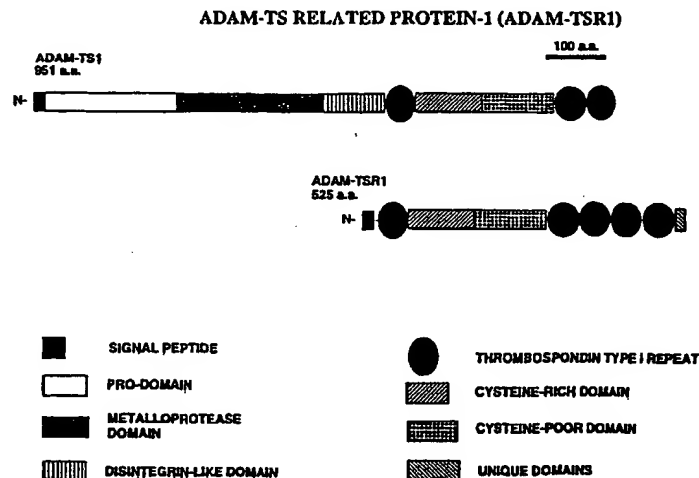 ADAM-TS RELATED PROTEIN-1 (ADAM-TSR1)
100 a.a.
ADAM-TS1
951 a.a.
N-
ADAM-TSR1
525 a.a.
N-
SIGNAL PEPTIDE
PRO-DOMAIN
METALLOPROTEASE
DOMAIN
DISINTEGRIN-LIKE DOMAIN
THROMBOSPONDIN TYPE I REPEAT
CYSTEINE-RICH DOMAIN
CYSTEINE-POOR DOMAIN
UNIQUE DOMAINS